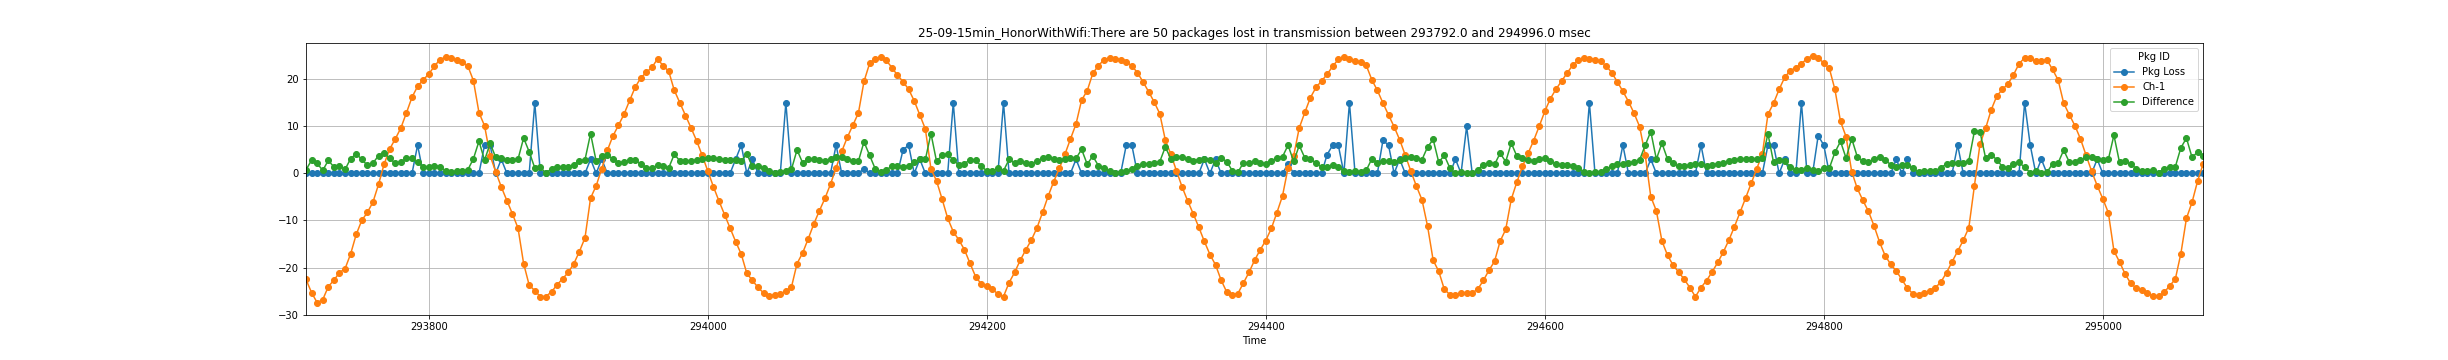 25-09-15min_HonorWithWifi:There are 50 packages lost in transmission between 293792.0 and 294996.0 msec
Pkg ID
Pkg Loss
Ch-1
Difference
20
10
0
−10
−20
−30
293800 294000 294200 294400 294600 294800 295000
Time